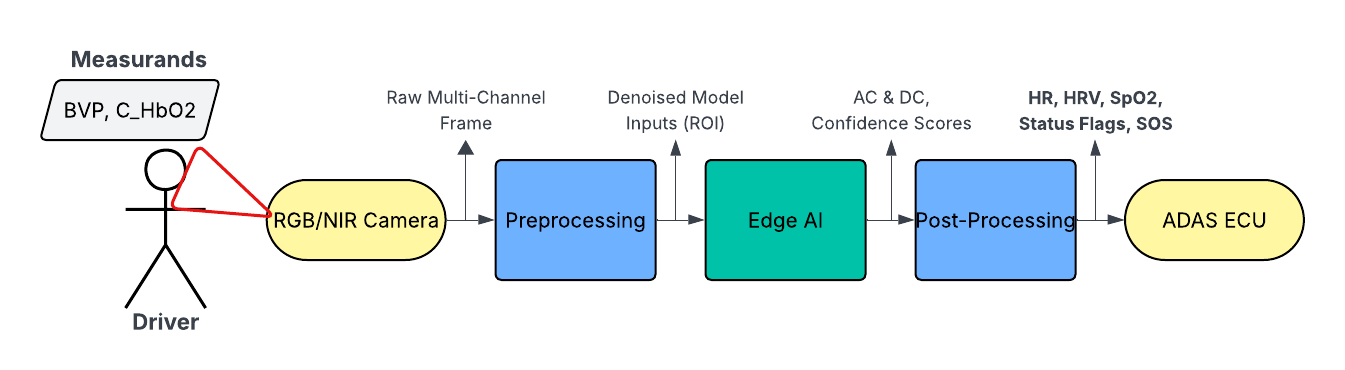 Measurands
BVP, C_HbO2
Raw Multi-Channel
Frame
Denoised Model
Inputs (ROI)
AC & DC,
Confidence Scores
HR, HRV, SpO2,
Status Flags, SOS
RGB/NIR Camera
Preprocessing
Edge AI
Post-Processing
ADAS ECU
Driver